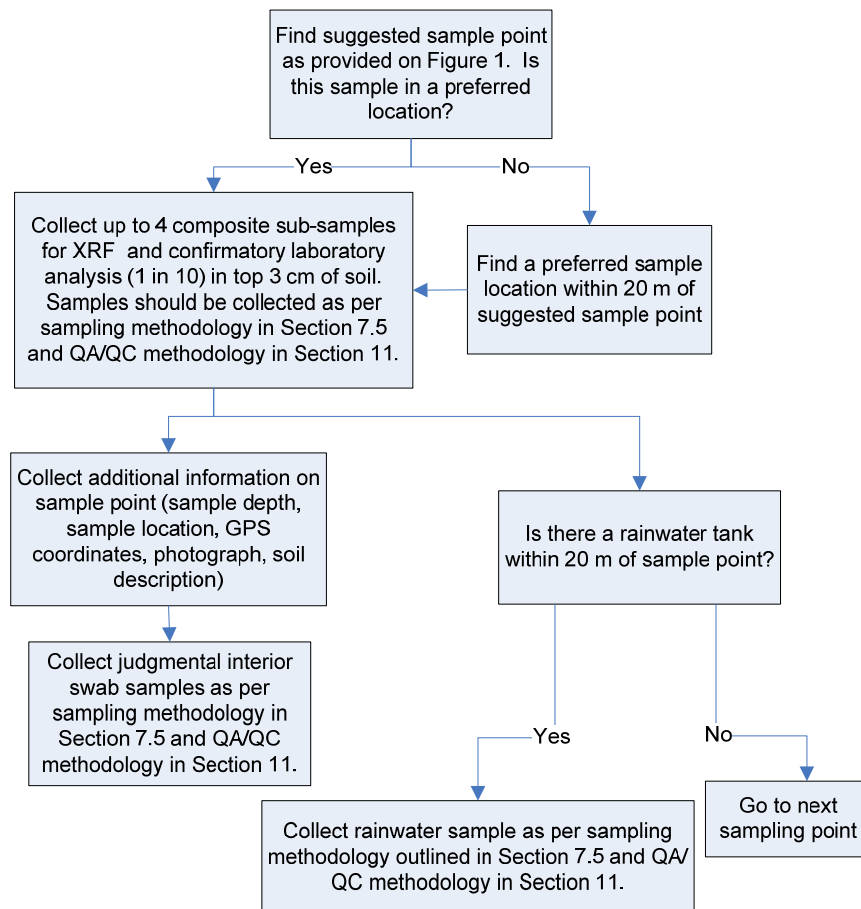 Find suggested sample point
as provided on Figure 1.  Is
this sample in a preferred
location?
Yes
No
Collect up to 4 composite sub-samples
for XRF  and confirmatory laboratory
analysis (1 in 10) in top 3 cm of soil.
Samples should be collected as per
sampling methodology in Section 7.5
and QA/QC methodology in Section 11.
Find a preferred sample
location within 20 m of
suggested sample point
Collect additional information on
sample point (sample depth,
sample location, GPS
coordinates, photograph, soil
description)
Is there a rainwater tank
within 20 m of sample point?
Collect judgmental interior
swab samples as per
sampling methodology in
Section 7.5 and QA/QC
methodology in Section 11.
Yes
No
Collect rainwater sample as per sampling
methodology outlined in Section 7.5 and QA/
QC methodology in Section 11.
Go to next
sampling point